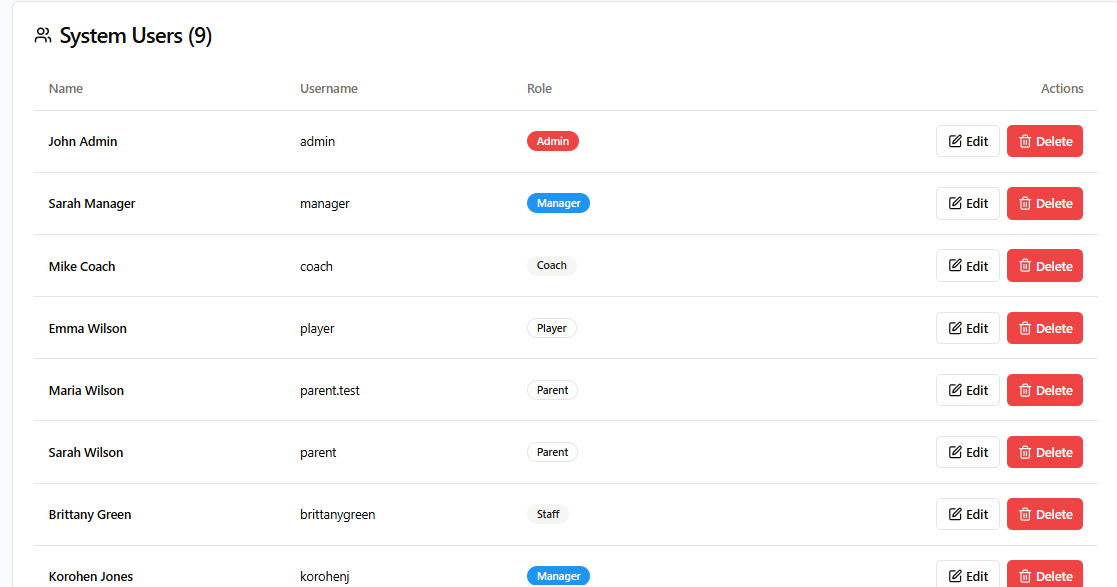 System Users (9)
Name Username Role Actions
John Admin admin Admin Edit Delete
Sarah Manager manager Manager Edit Delete
Mike Coach coach Coach Edit Delete
Emma Wilson player Player Edit Delete
Maria Wilson parent.test Parent Edit Delete
Sarah Wilson parent Parent Edit Delete
Brittany Green brittanygreen Staff Edit Delete
Korohen Jones korohenj Manager Edit Delete